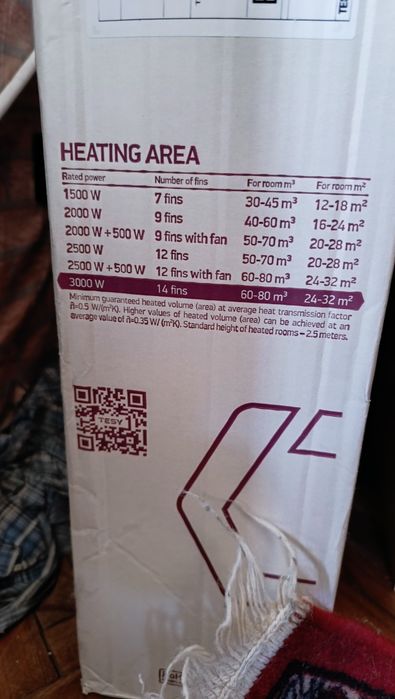 HEATING AREA
Rated power Number of fins For room m³ For room m²
1500 W 7 fins 30-45 m³ 12-18 m²
2000 W 9 fins 40-60 m³ 16-24 m²
2000 W + 500 W 9 fins with fan 50-70 m³ 20-28 m²
2500 W 12 fins 50-70 m³ 20-28 m²
2500 W + 500 W 12 fins with fan 60-80 m³ 24-32 m²
3000 W 14 fins 60-80 m³ 24-32 m²
Minimum guaranteed heated volume (area) at average heat transmission factor
ñ=0.5 W/(m²K). Higher values of heated volume (area) can be achieved at an
average value of ñ=0.35 W/(m²K). Standard height of heated rooms – 2.5 meters.
TESY